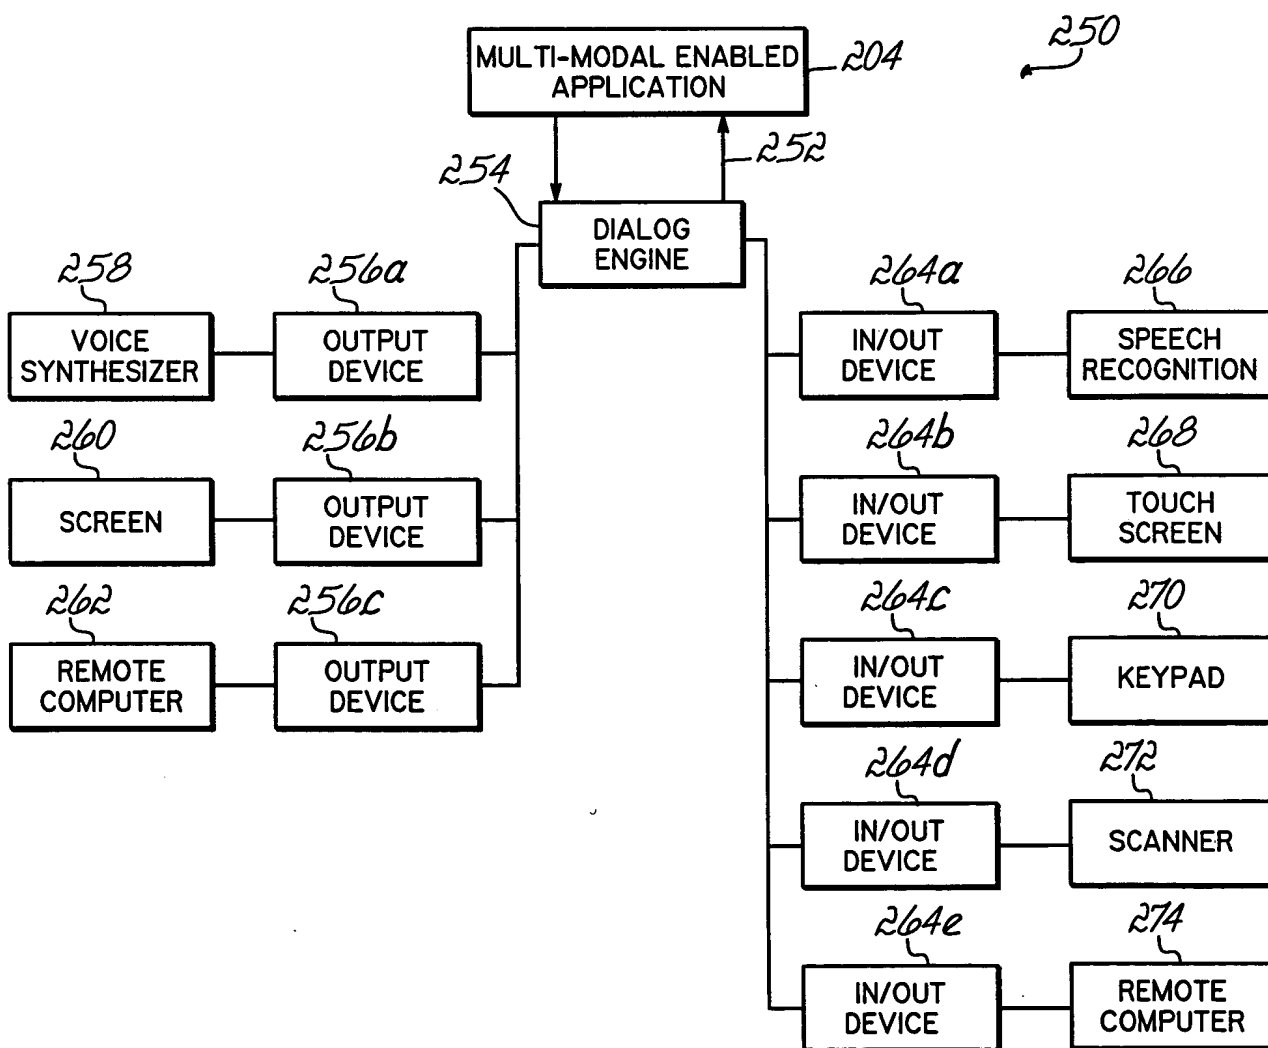 250
MULTI-MODAL ENABLED
APPLICATION
204
252
254
DIALOG
ENGINE
258
VOICE
SYNTHESIZER
256a
OUTPUT
DEVICE
264a
IN/OUT
DEVICE
266
SPEECH
RECOGNITION
260
SCREEN
256b
OUTPUT
DEVICE
264b
IN/OUT
DEVICE
268
TOUCH
SCREEN
262
REMOTE
COMPUTER
256c
OUTPUT
DEVICE
264c
IN/OUT
DEVICE
270
KEYPAD
264d
IN/OUT
DEVICE
272
SCANNER
264e
IN/OUT
DEVICE
274
REMOTE
COMPUTER